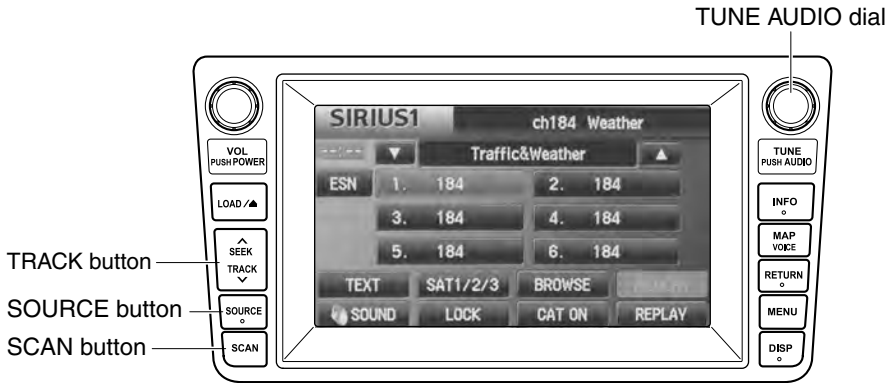 TUNE AUDIO dial
SIRIUS1 ch184 Weather
VOL
PUSH POWER
--:-- ▼ Traffic&Weather ▲
TUNE
PUSH AUDIO
ESN 1. 184 2. 184
LOAD /⏏
INFO
3. 184 4. 184
MAP
VOICE
SEEK
TRACK
TRACK button
5. 184 6. 184
RETURN
TEXT SAT1/2/3 BROWSE
SOURCE button
SOURCE
MENU
SOUND LOCK CAT ON REPLAY
SCAN button
SCAN
DISP